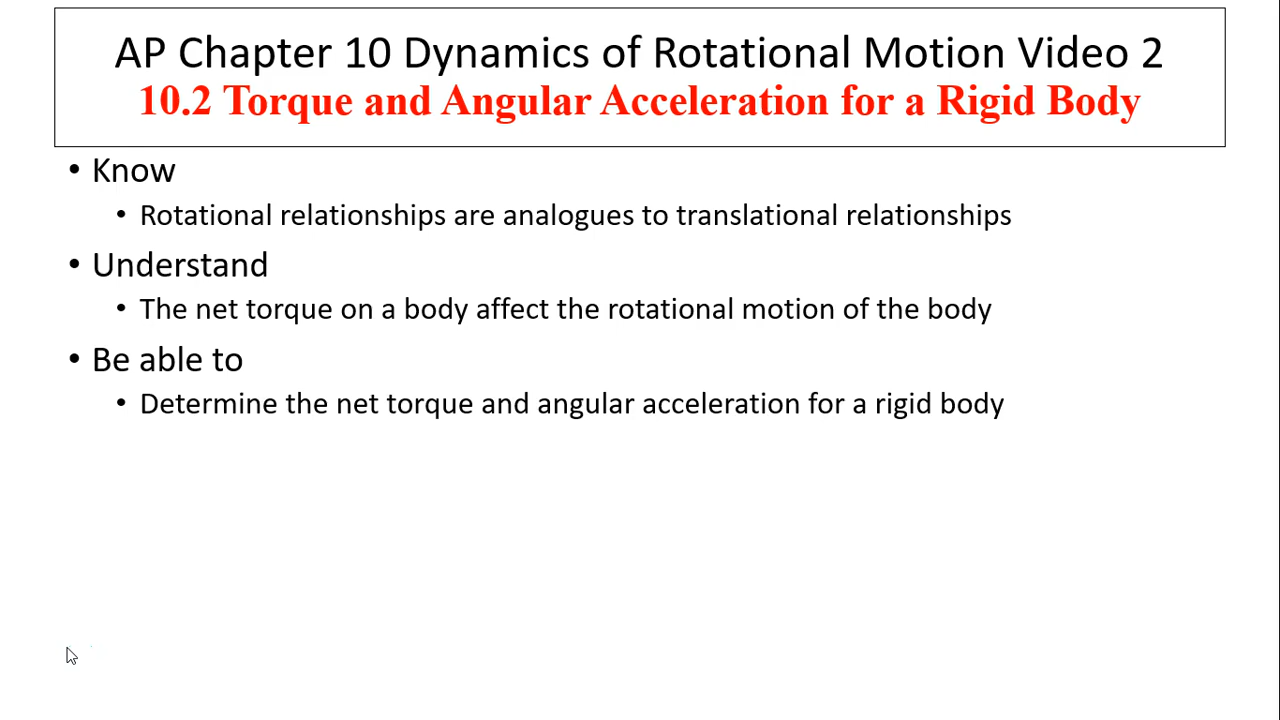 AP Chapter 10 Dynamics of Rotational Motion Video 2
10.2 Torque and Angular Acceleration for a Rigid Body
• Know
• Rotational relationships are analogues to translational relationships
• Understand
• The net torque on a body affect the rotational motion of the body
• Be able to
• Determine the net torque and angular acceleration for a rigid body